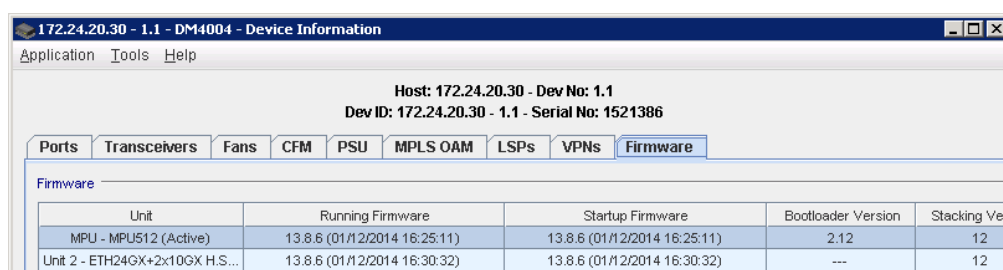 172.24.20.30 - 1.1 - DM4004 - Device Information
Application Tools Help
Host: 172.24.20.30 - Dev No: 1.1
Dev ID: 172.24.20.30 - 1.1 - Serial No: 1521386
Ports Transceivers Fans CFM PSU MPLS OAM LSPs VPNs Firmware
Firmware
Unit Running Firmware Startup Firmware Bootloader Version Stacking Ve
MPU - MPU512 (Active) 13.8.6 (01/12/2014 16:25:11) 13.8.6 (01/12/2014 16:25:11) 2.12 12
Unit 2 - ETH24GX+2x10GX H.S... 13.8.6 (01/12/2014 16:30:32) 13.8.6 (01/12/2014 16:30:32) --- 12